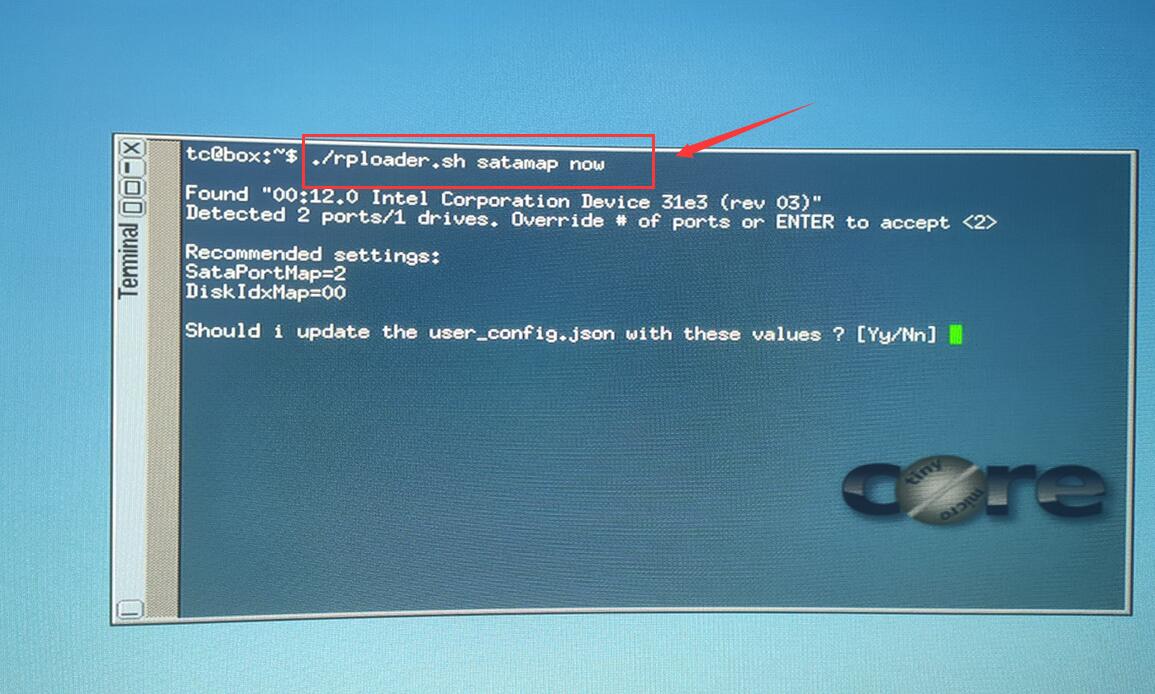 Terminal
tc@box:~$ ./rploader.sh satamap now
Found "00:12.0 Intel Corporation Device 31e3 (rev 03)"
Detected 2 ports/1 drives. Override # of ports or ENTER to accept <2>
Recommended settings:
SataPortMap=2
DiskIdxMap=00
Should i update the user_config.json with these values ? [Yy/Nn]
core
tiny
micro